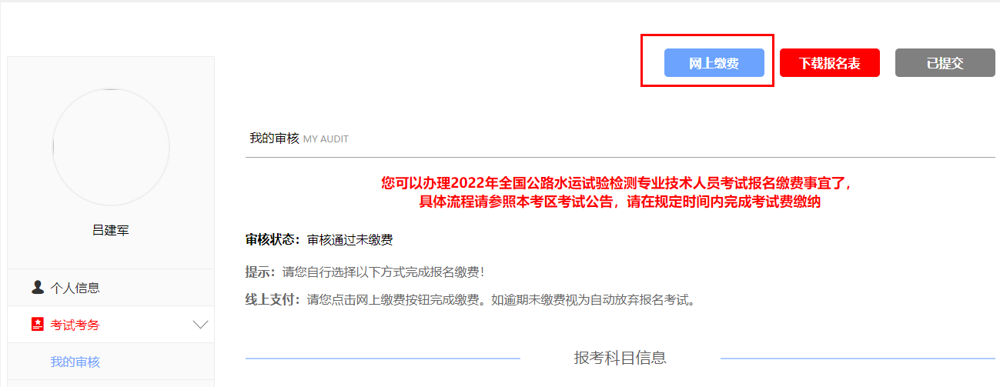 网上缴费 下载报名表 已提交
我的审核 MY AUDIT
您可以办理2022年全国公路水运试验检测专业技术人员考试报名缴费事宜了，
具体流程请参照本考区考试公告，请在规定时间内完成考试费缴纳
吕建军
审核状态：审核通过未缴费
提示：请您自行选择以下方式完成报名缴费！
个人信息
线上支付：请您点击网上缴费按钮完成缴费。如逾期未缴费视为自动放弃报名考试。
考试考务
我的审核
报考科目信息